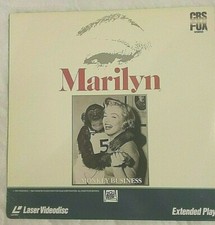 CBS
FOX
Marilyn
5
MONKEY BUSINESS
LaserVideodisc
Extended Play